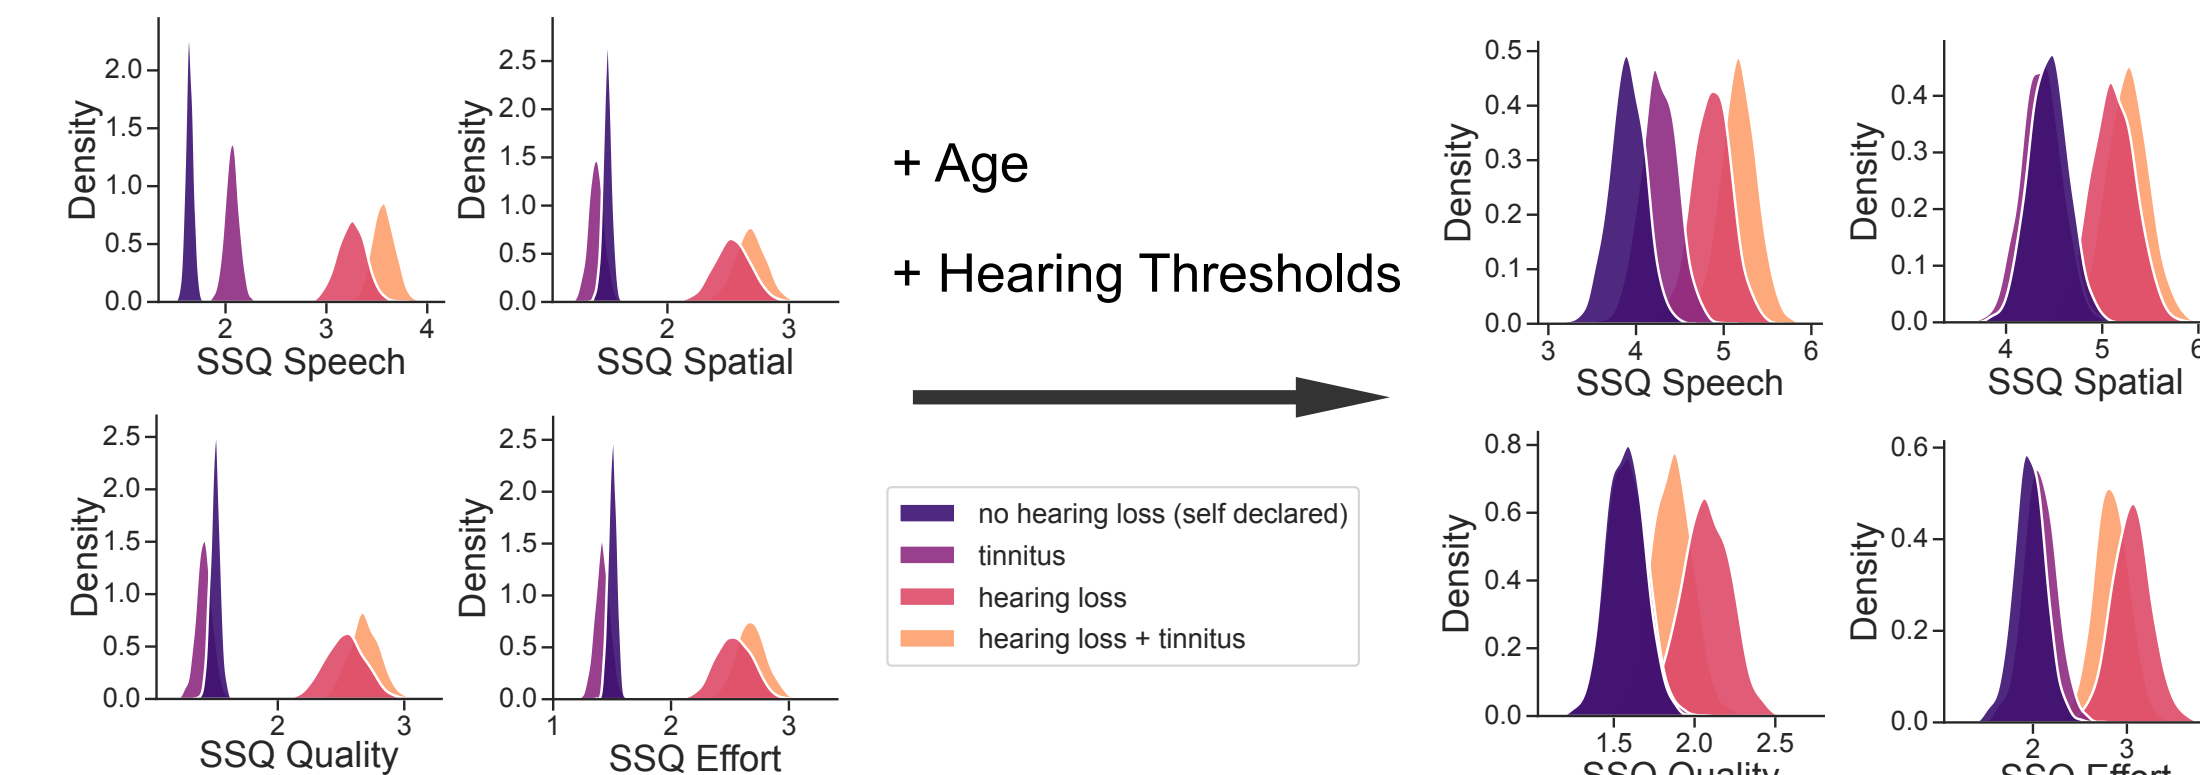 Density
2.0
1.5
1.0
0.5
0.0
2 3 4
SSQ Speech
Density
2.5
2.0
1.5
1.0
0.5
0.0
2 3
SSQ Spatial
Density
2.5
2.0
1.5
1.0
0.5
0.0
2 3
SSQ Quality
Density
2.5
2.0
1.5
1.0
0.5
0.0
1 2 3
SSQ Effort
+ Age
+ Hearing Thresholds
no hearing loss (self declared)
tinnitus
hearing loss
hearing loss + tinnitus
Density
0.5
0.4
0.3
0.2
0.1
0.0
3 4 5 6
SSQ Speech
Density
0.4
0.3
0.2
0.1
0.0
4 5 6
SSQ Spatial
Density
0.8
0.6
0.4
0.2
0.0
1.5 2.0 2.5
SSQ Quality
Density
0.6
0.4
0.2
0.0
2 3
SSQ Effort